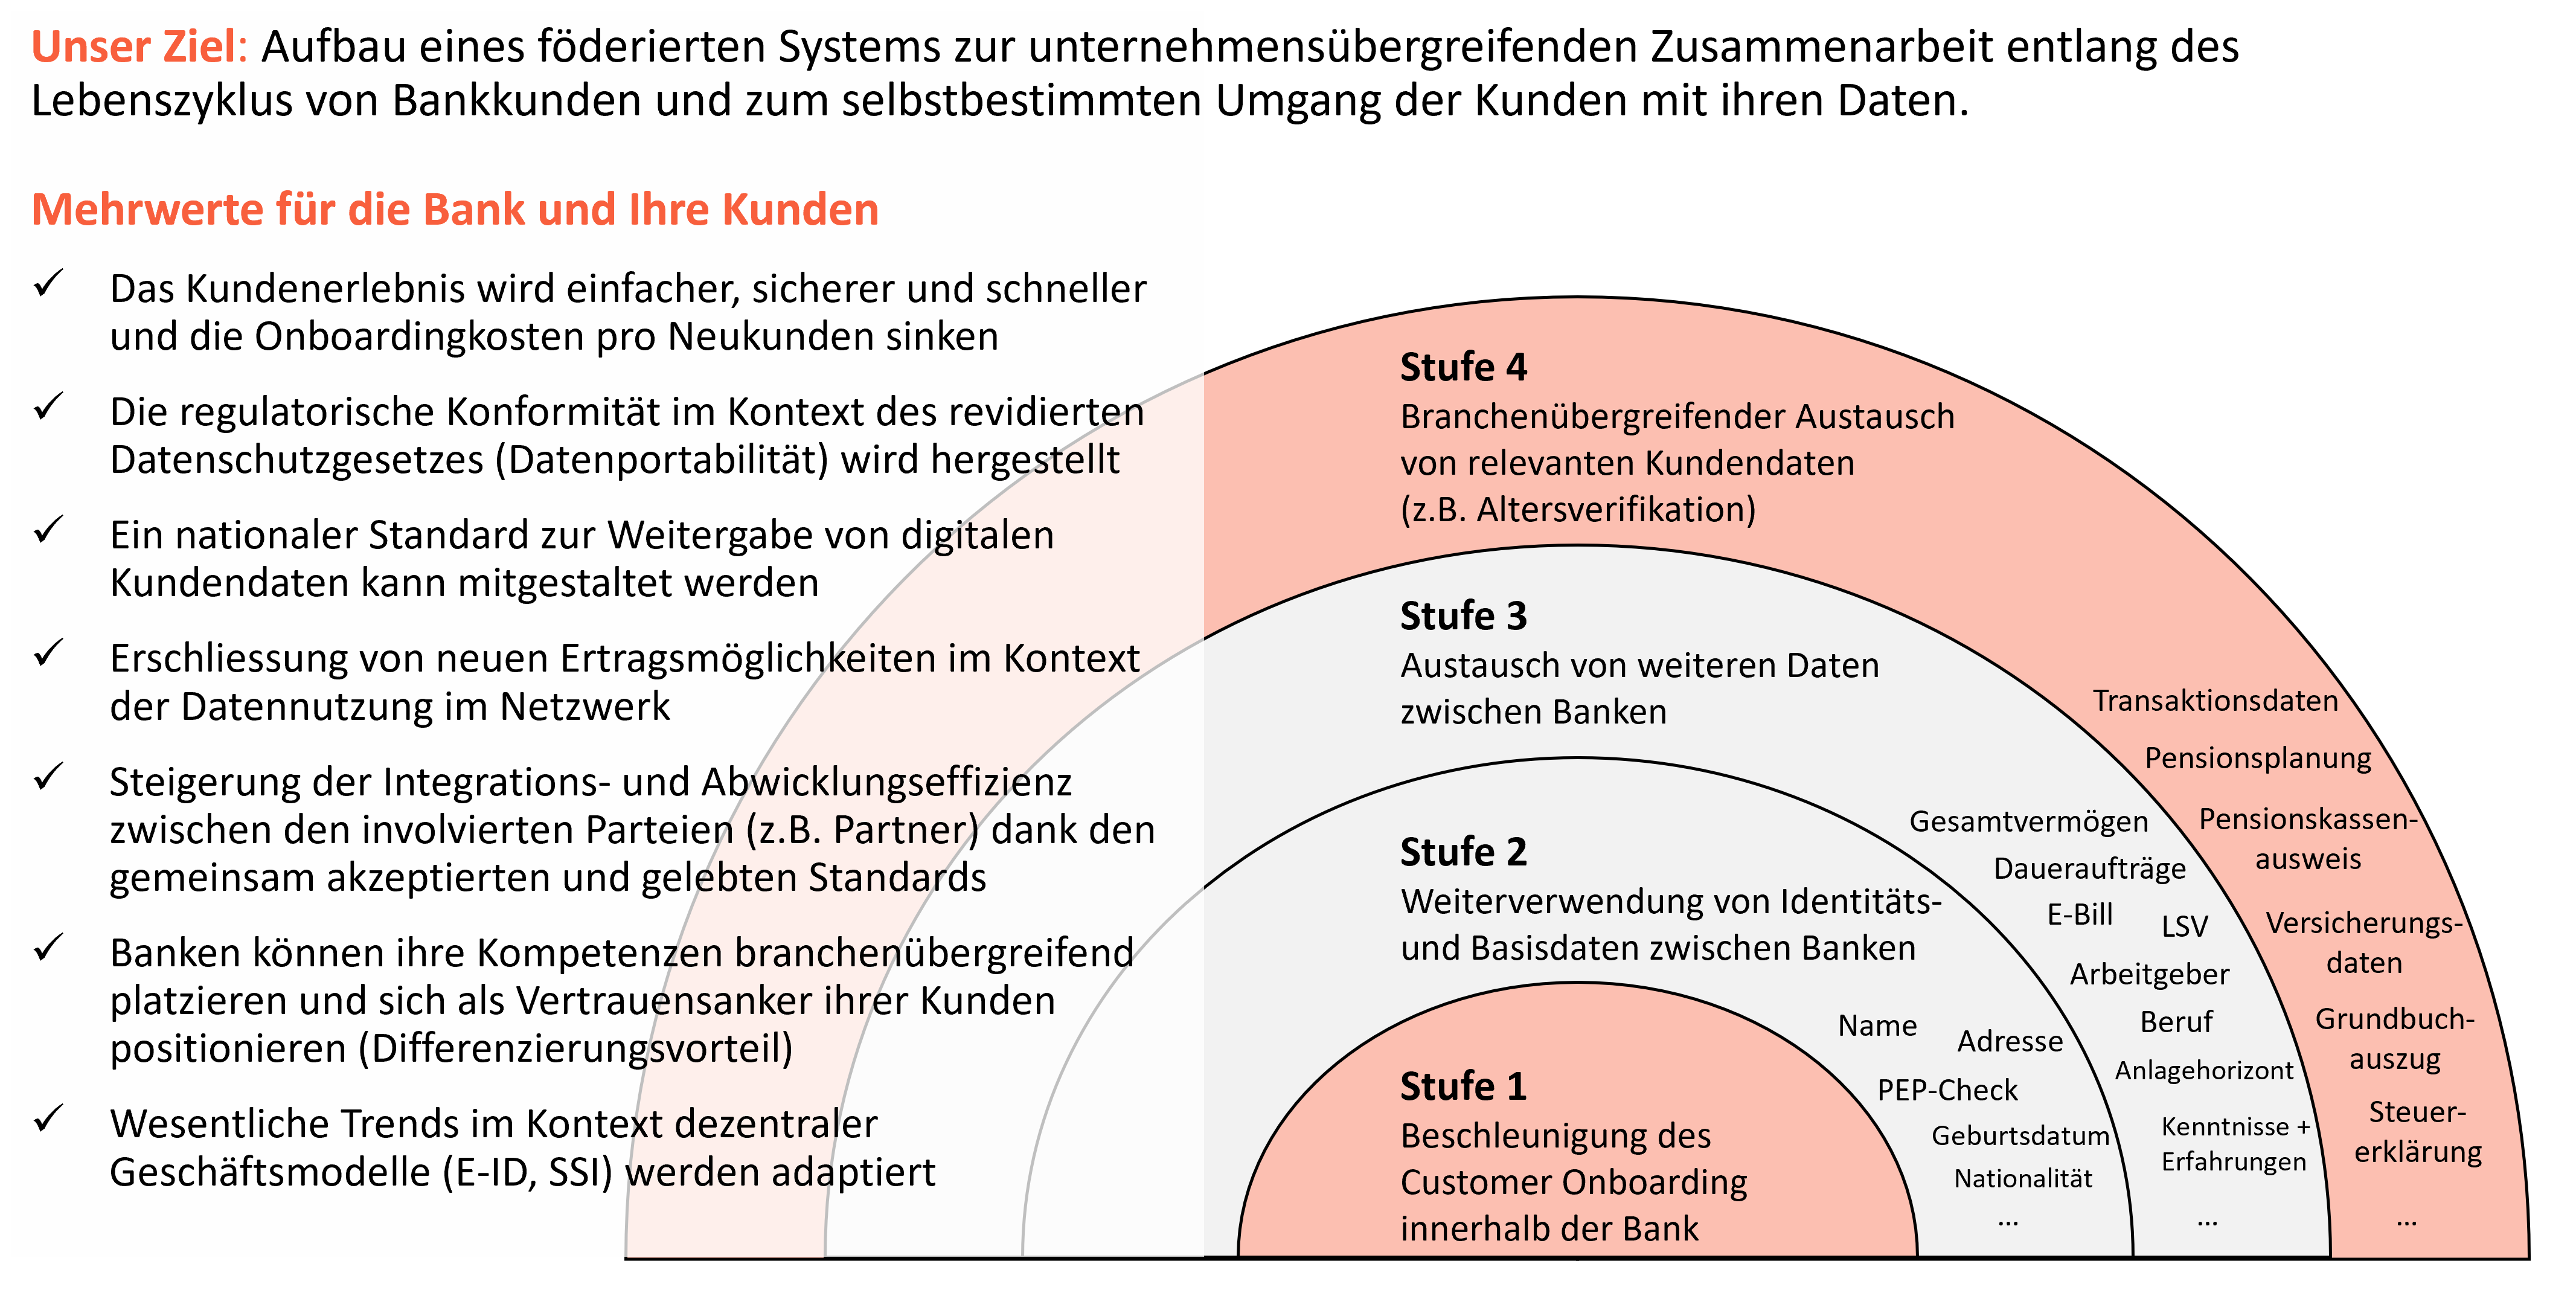 Unser Ziel: Aufbau eines föderierten Systems zur unternehmensübergreifenden Zusammenarbeit entlang des
Lebenszyklus von Bankkunden und zum selbstbestimmten Umgang der Kunden mit ihren Daten.
Mehrwerte für die Bank und Ihre Kunden
✓ Das Kundenerlebnis wird einfacher, sicherer und schneller
und die Onboardingkosten pro Neukunden sinken
✓ Die regulatorische Konformität im Kontext des revidierten
Datenschutzgesetzes (Datenportabilität) wird hergestellt
✓ Ein nationaler Standard zur Weitergabe von digitalen
Kundendaten kann mitgestaltet werden
✓ Erschliessung von neuen Ertragsmöglichkeiten im Kontext
der Datennutzung im Netzwerk
✓ Steigerung der Integrations- und Abwicklungseffizienz
zwischen den involvierten Parteien (z.B. Partner) dank den
gemeinsam akzeptierten und gelebten Standards
✓ Banken können ihre Kompetenzen branchenübergreifend
platzieren und sich als Vertrauensanker ihrer Kunden
positionieren (Differenzierungsvorteil)
✓ Wesentliche Trends im Kontext dezentraler
Geschäftsmodelle (E-ID, SSI) werden adaptiert
Stufe 4
Branchenübergreifender Austausch
von relevanten Kundendaten
(z.B. Altersverifikation)
Transaktionsdaten
Pensionsplanung
Pensionskassen-
ausweis
Versicherungs-
daten
Grundbuch-
auszug
Steuer-
erklärung
...
Stufe 3
Austausch von weiteren Daten
zwischen Banken
Gesamtvermögen
Daueraufträge
E-Bill
LSV
Arbeitgeber
Beruf
Anlagehorizont
Kenntnisse +
Erfahrungen
...
Stufe 2
Weiterverwendung von Identitäts-
und Basisdaten zwischen Banken
Name
Adresse
PEP-Check
Geburtsdatum
Nationalität
...
Stufe 1
Beschleunigung des
Customer Onboarding
innerhalb der Bank